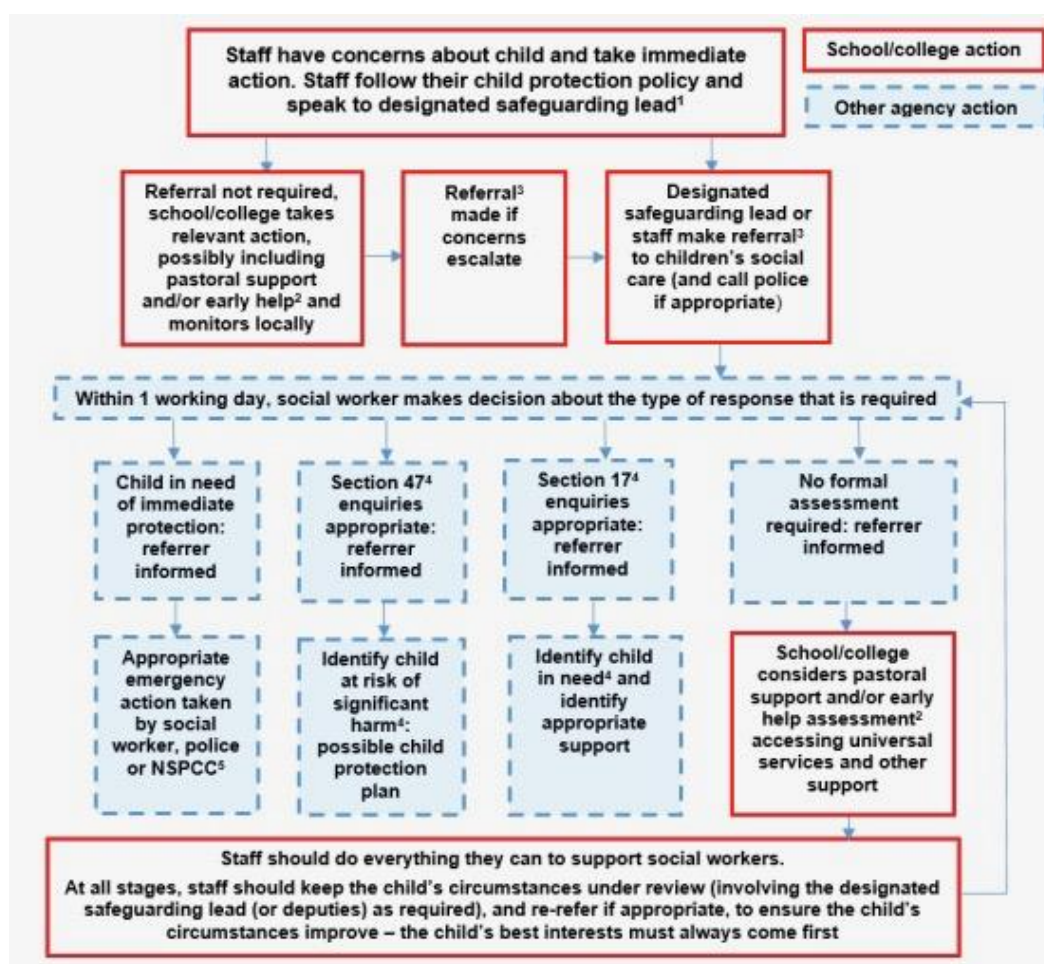 Staff have concerns about child and take immediate
action. Staff follow their child protection policy and
speak to designated safeguarding lead¹
School/college action
Other agency action
Referral not required,
school/college takes
relevant action,
possibly including
pastoral support
and/or early help² and
monitors locally
Referral³
made if
concerns
escalate
Designated
safeguarding lead or
staff make referral³
to children's social
care (and call police
if appropriate)
Within 1 working day, social worker makes decision about the type of response that is required
Child in need
of immediate
protection:
referrer
informed
Section 47⁴
enquiries
appropriate:
referrer
informed
Section 17⁴
enquiries
appropriate:
referrer
informed
No formal
assessment
required: referrer
informed
Appropriate
emergency
action taken
by social
worker, police
or NSPCC⁵
Identify child
at risk of
significant
harm⁴:
possible child
protection
plan
Identify child
in need⁴ and
identify
appropriate
support
School/college
considers pastoral
support and/or early
help assessment²
accessing universal
services and other
support
Staff should do everything they can to support social workers.
At all stages, staff should keep the child's circumstances under review (involving the designated
safeguarding lead (or deputies) as required), and re-refer if appropriate, to ensure the child's
circumstances improve – the child's best interests must always come first